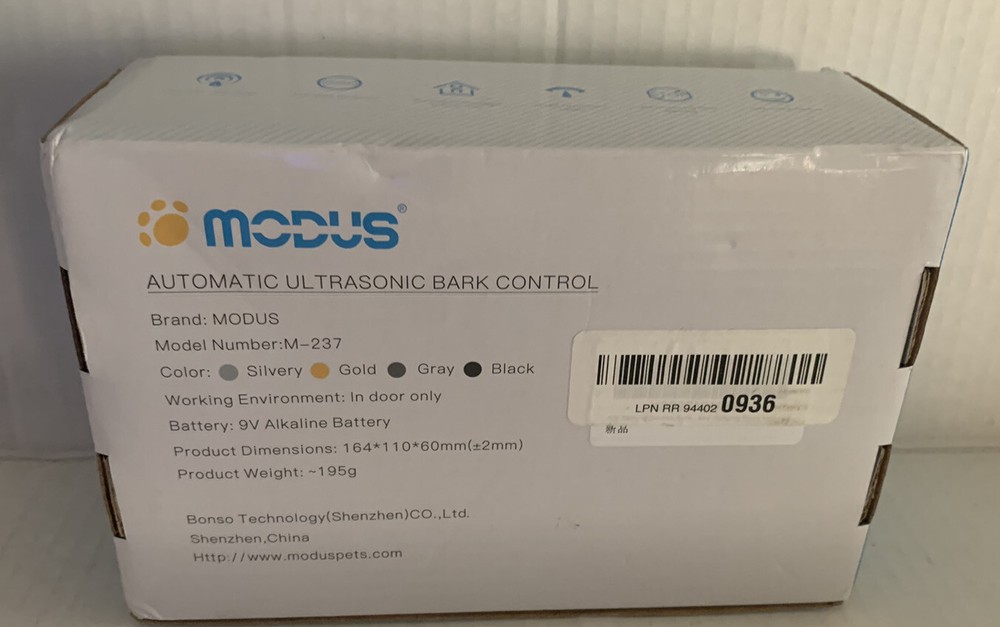 MODUS®
AUTOMATIC ULTRASONIC BARK CONTROL
Brand: MODUS
Model Number:M-237
Color: Silvery Gold Gray Black
Working Environment: In door only
Battery: 9V Alkaline Battery
Product Dimensions: 164*110*60mm(±2mm)
Product Weight: ~195g
LPN RR 94402 0936
新品
Bonso Technology(Shenzhen)CO.,Ltd.
Shenzhen,China
Http://www.moduspets.com